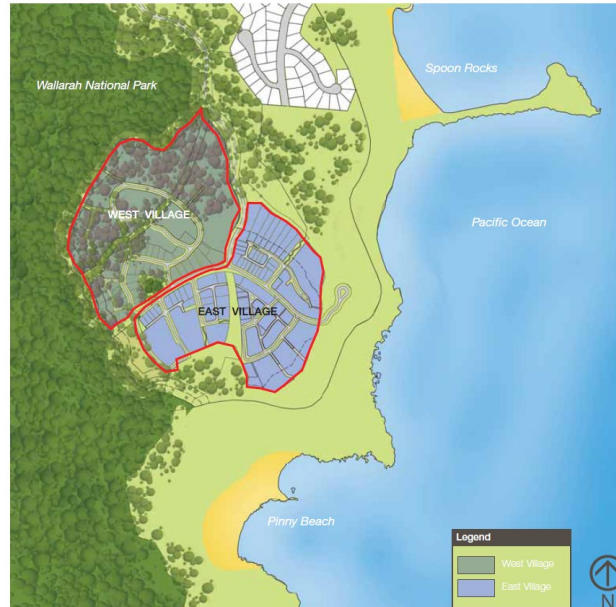 Spoon Rocks
Wallarah National Park
WEST VILLAGE
Pacific Ocean
EAST VILLAGE
Pinny Beach
Legend
West Village
East Village
N